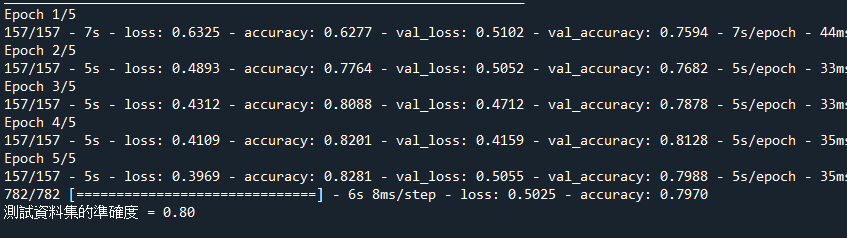 Epoch 1/5
157/157 - 7s - loss: 0.6325 - accuracy: 0.6277 - val_loss: 0.5102 - val_accuracy: 0.7594 - 7s/epoch - 44ms
Epoch 2/5
157/157 - 5s - loss: 0.4893 - accuracy: 0.7764 - val_loss: 0.5052 - val_accuracy: 0.7682 - 5s/epoch - 33ms
Epoch 3/5
157/157 - 5s - loss: 0.4312 - accuracy: 0.8088 - val_loss: 0.4712 - val_accuracy: 0.7878 - 5s/epoch - 33ms
Epoch 4/5
157/157 - 5s - loss: 0.4109 - accuracy: 0.8201 - val_loss: 0.4159 - val_accuracy: 0.8128 - 5s/epoch - 35ms
Epoch 5/5
157/157 - 5s - loss: 0.3969 - accuracy: 0.8281 - val_loss: 0.5055 - val_accuracy: 0.7988 - 5s/epoch - 35ms
782/782 [==============================] - 6s 8ms/step - loss: 0.5025 - accuracy: 0.7970
測試資料集的準確度 = 0.80